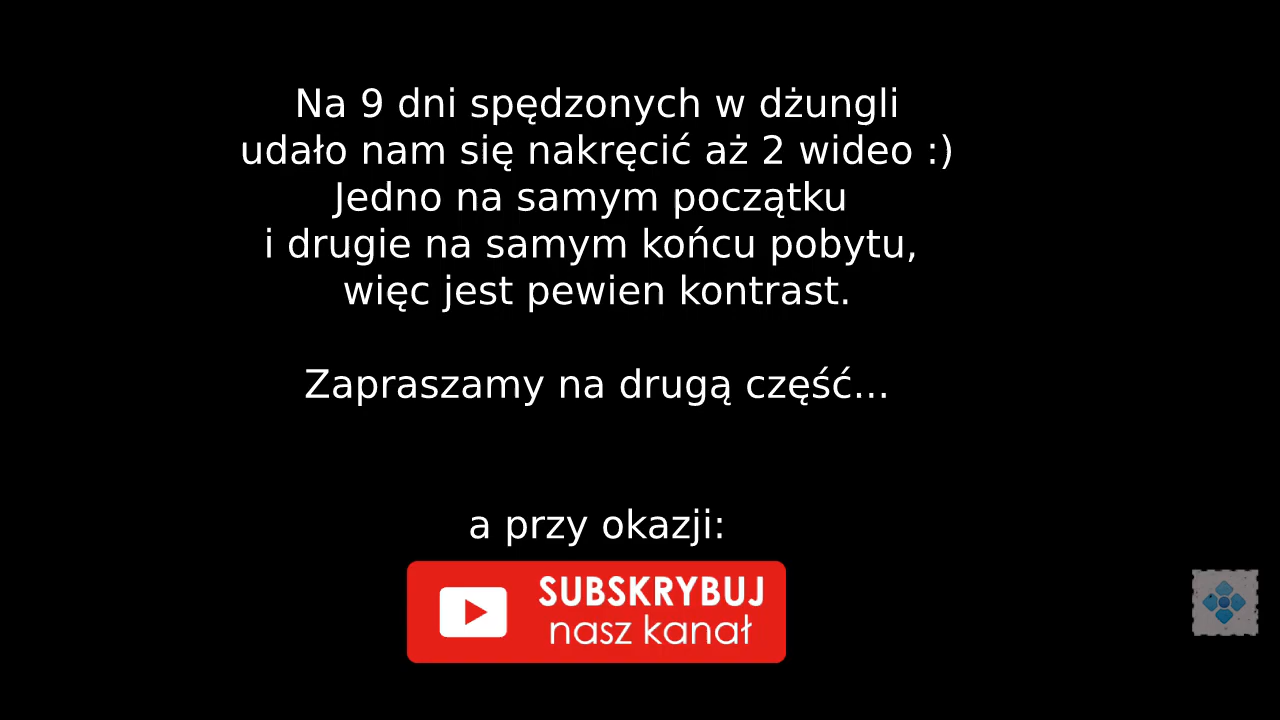 Na 9 dni spędzonych w dżungli
udało nam się nakręcić aż 2 wideo :)
Jedno na samym początku
i drugie na samym końcu pobytu,
więc jest pewien kontrast.
Zapraszamy na drugą część...
a przy okazji:
SUBSKRYBUJ
nasz kanał